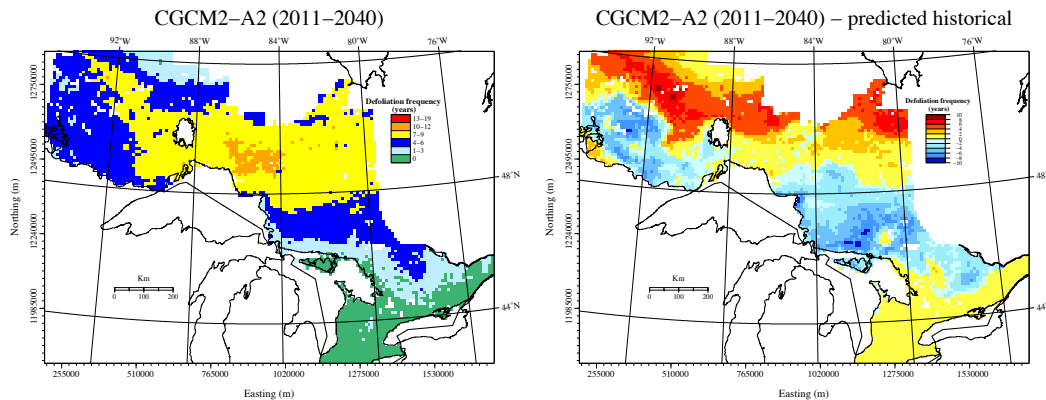 CGCM2−A2 (2011−2040)
92°W 88°W 84°W 80°W 76°W
Defoliation frequency
(years)
13−19
10−12
7−9
4−6
1−3
0
48°N
44°N
Km
0 100 200
Northing (m)
12750000
12495000
12240000
11985000
255000 510000 765000 1020000 1275000 1530000
Easting (m)
CGCM2−A2 (2011−2040) − predicted historical
92°W 88°W 84°W 80°W 76°W
Defoliation frequency
(years)
10
8
6
4
2
0
−2
−4
−6
−8
−10
48°N
44°N
Km
0 100 200
Northing (m)
12750000
12495000
12240000
11985000
255000 510000 765000 1020000 1275000 1530000
Easting (m)